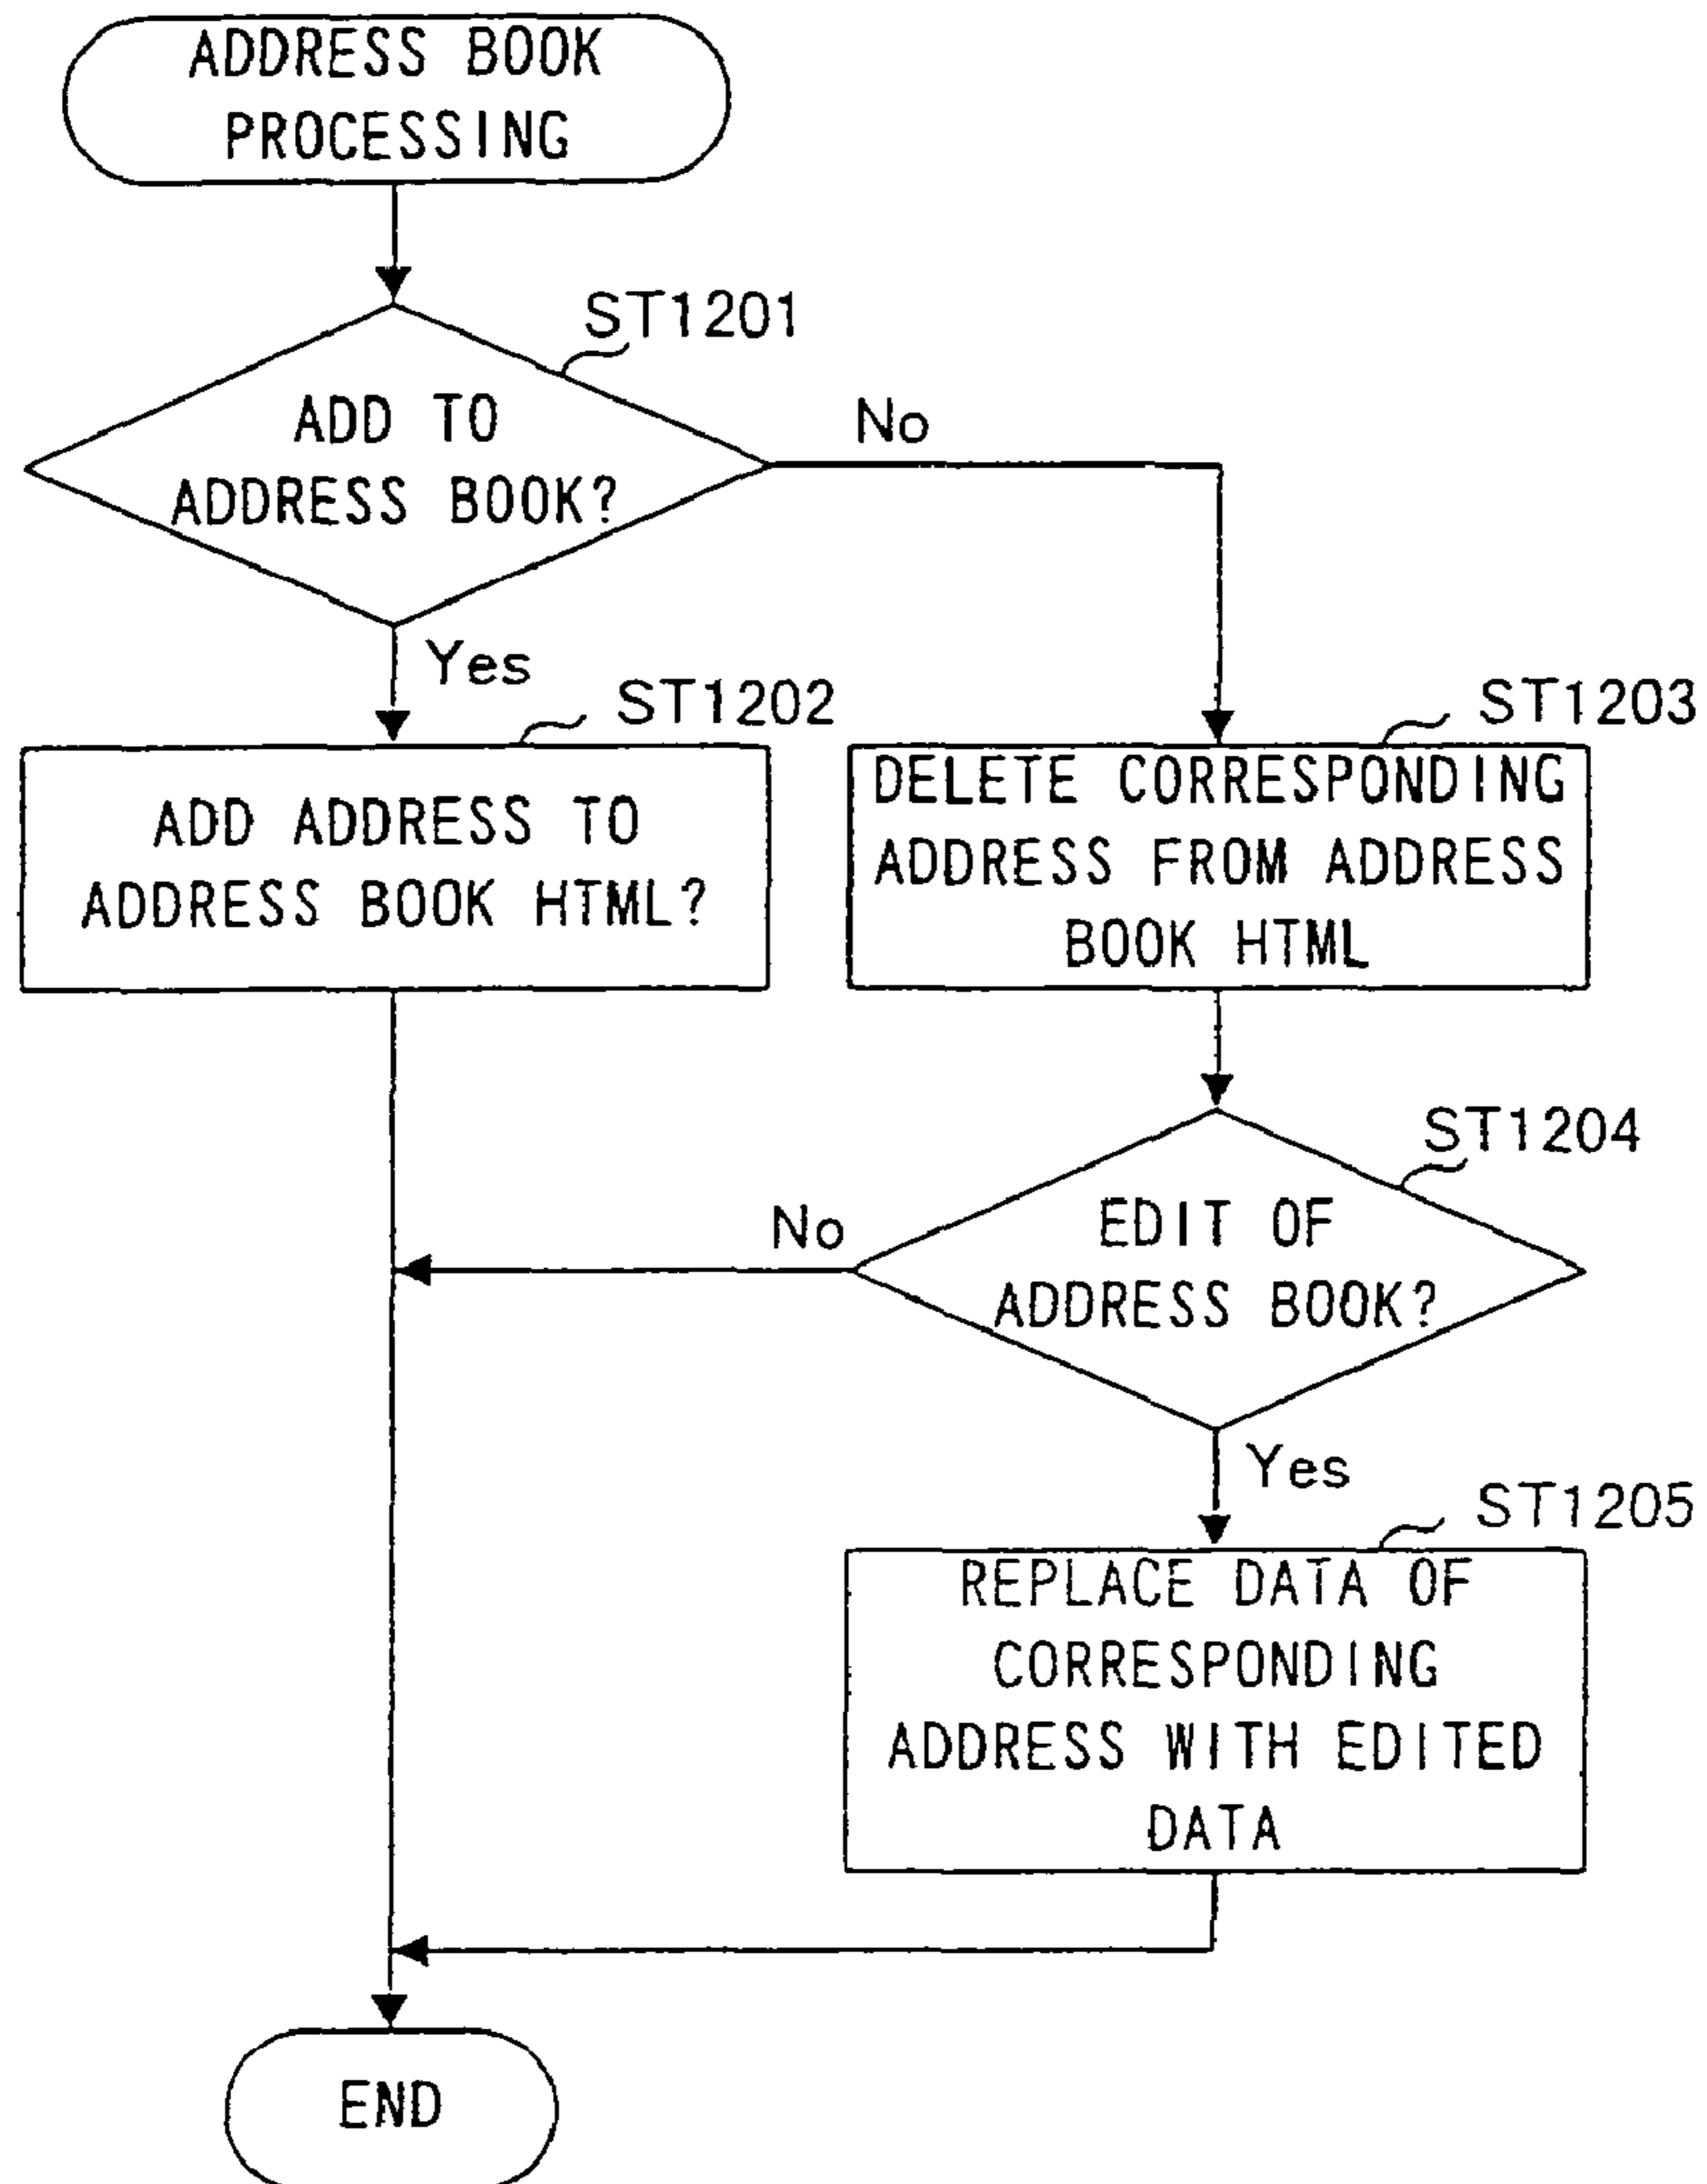 ADDRESS BOOK
PROCESSING
ST1201
ADD TO
ADDRESS BOOK?
No
Yes
ST1202
ADD ADDRESS TO
ADDRESS BOOK HTML?
ST1203
DELETE CORRESPONDING
ADDRESS FROM ADDRESS
BOOK HTML
ST1204
EDIT OF
ADDRESS BOOK?
No
Yes
ST1205
REPLACE DATA OF
CORRESPONDING
ADDRESS WITH EDITED
DATA
END